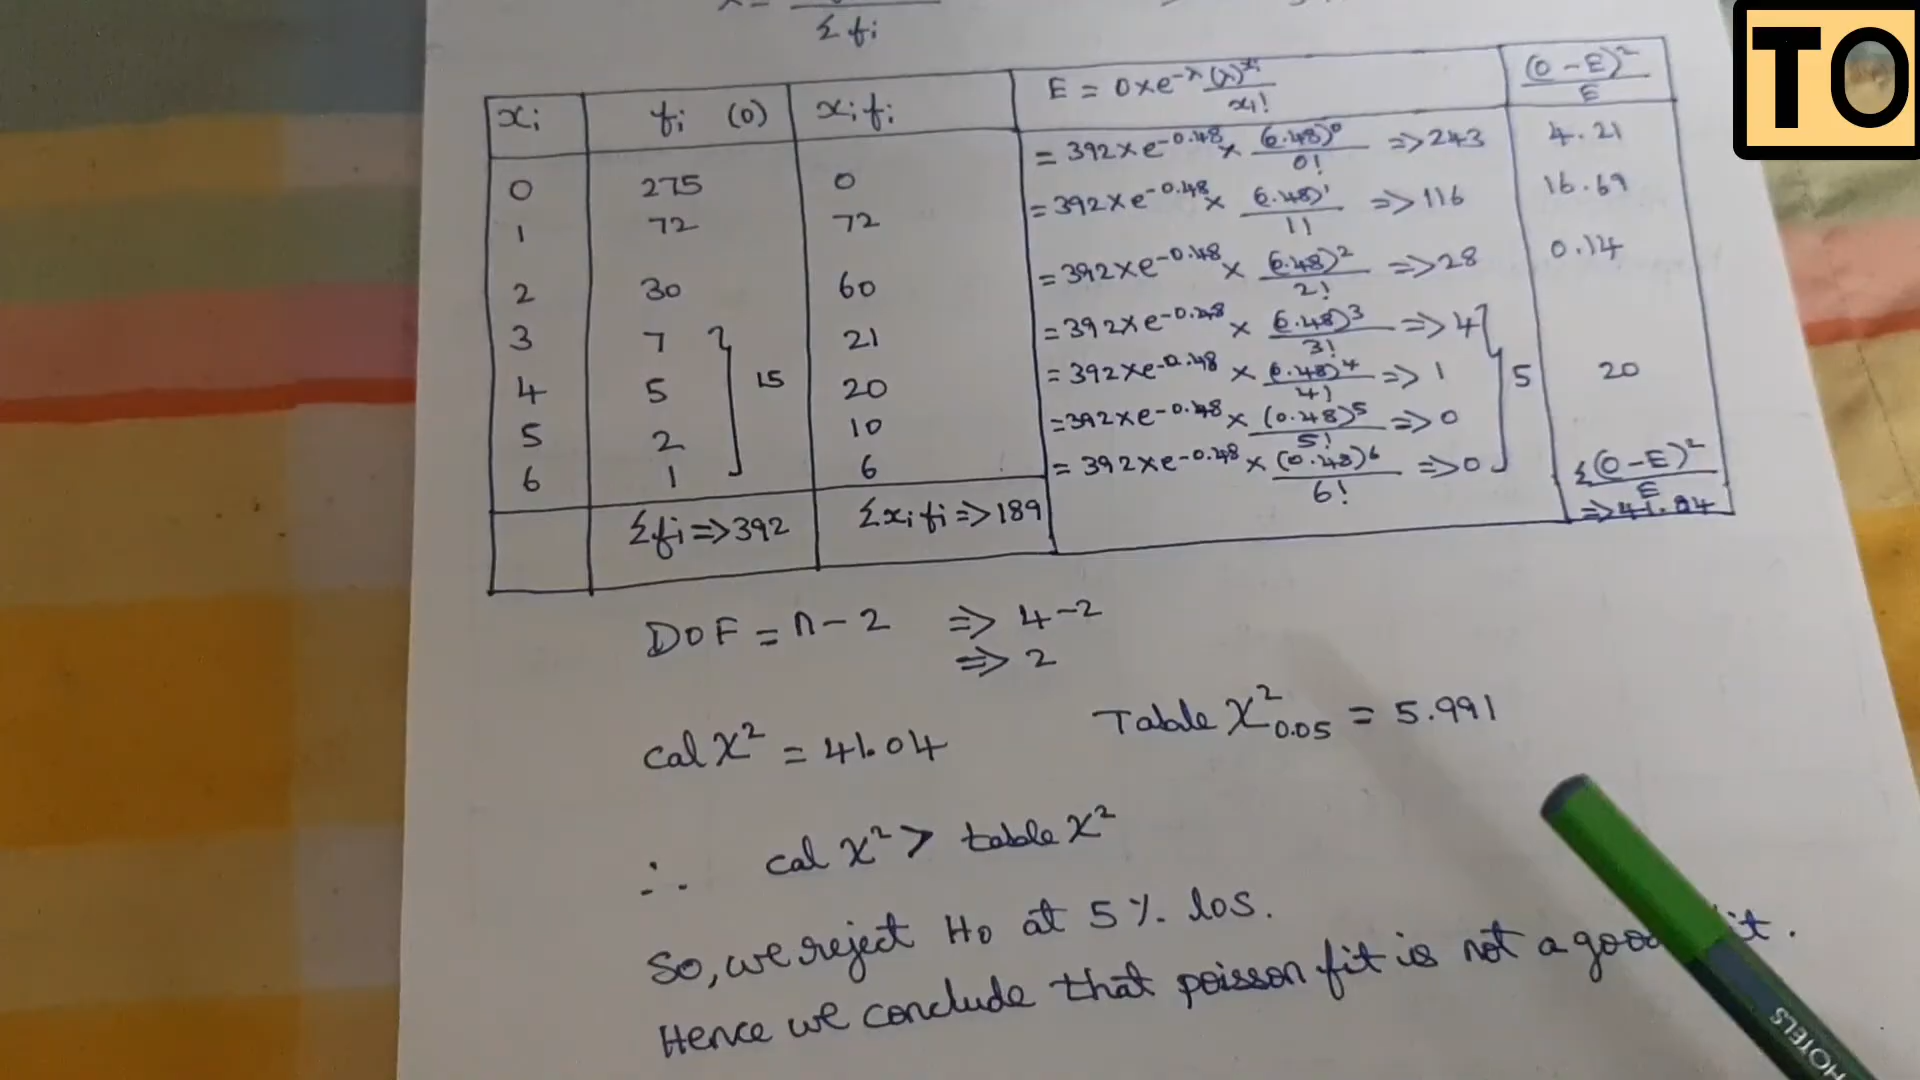 Σfi
xi fi (O) xifi E = O×e^-λ (λ)^xi / xi! (O-E)² / E
0 275 0 = 392×e^-0.48 × (0.48)^0 / 0! => 243 4.21
1 72 72 = 392×e^-0.48 × (0.48)^1 / 1! => 116 16.69
2 30 60 = 392×e^-0.48 × (0.48)^2 / 2! => 28 0.14
3 7 21 = 392×e^-0.48 × (0.48)^3 / 3! => 4
4 5 15 20 = 392×e^-0.48 × (0.48)^4 / 4! => 1 5 20
5 2 10 = 392×e^-0.48 × (0.48)^5 / 5! => 0
6 1 6 = 392×e^-0.48 × (0.48)^6 / 6! => 0 Σ(O-E)² / E
Σfi => 392 Σxifi => 189 => 41.04
DOF = n-2 => 4-2
=> 2
cal χ² = 41.04 Table χ²0.05 = 5.991
∴ cal χ² > table χ²
So, we reject H0 at 5% los.
Hence we conclude that poisson fit is not a good fit.
TO
HOTELS